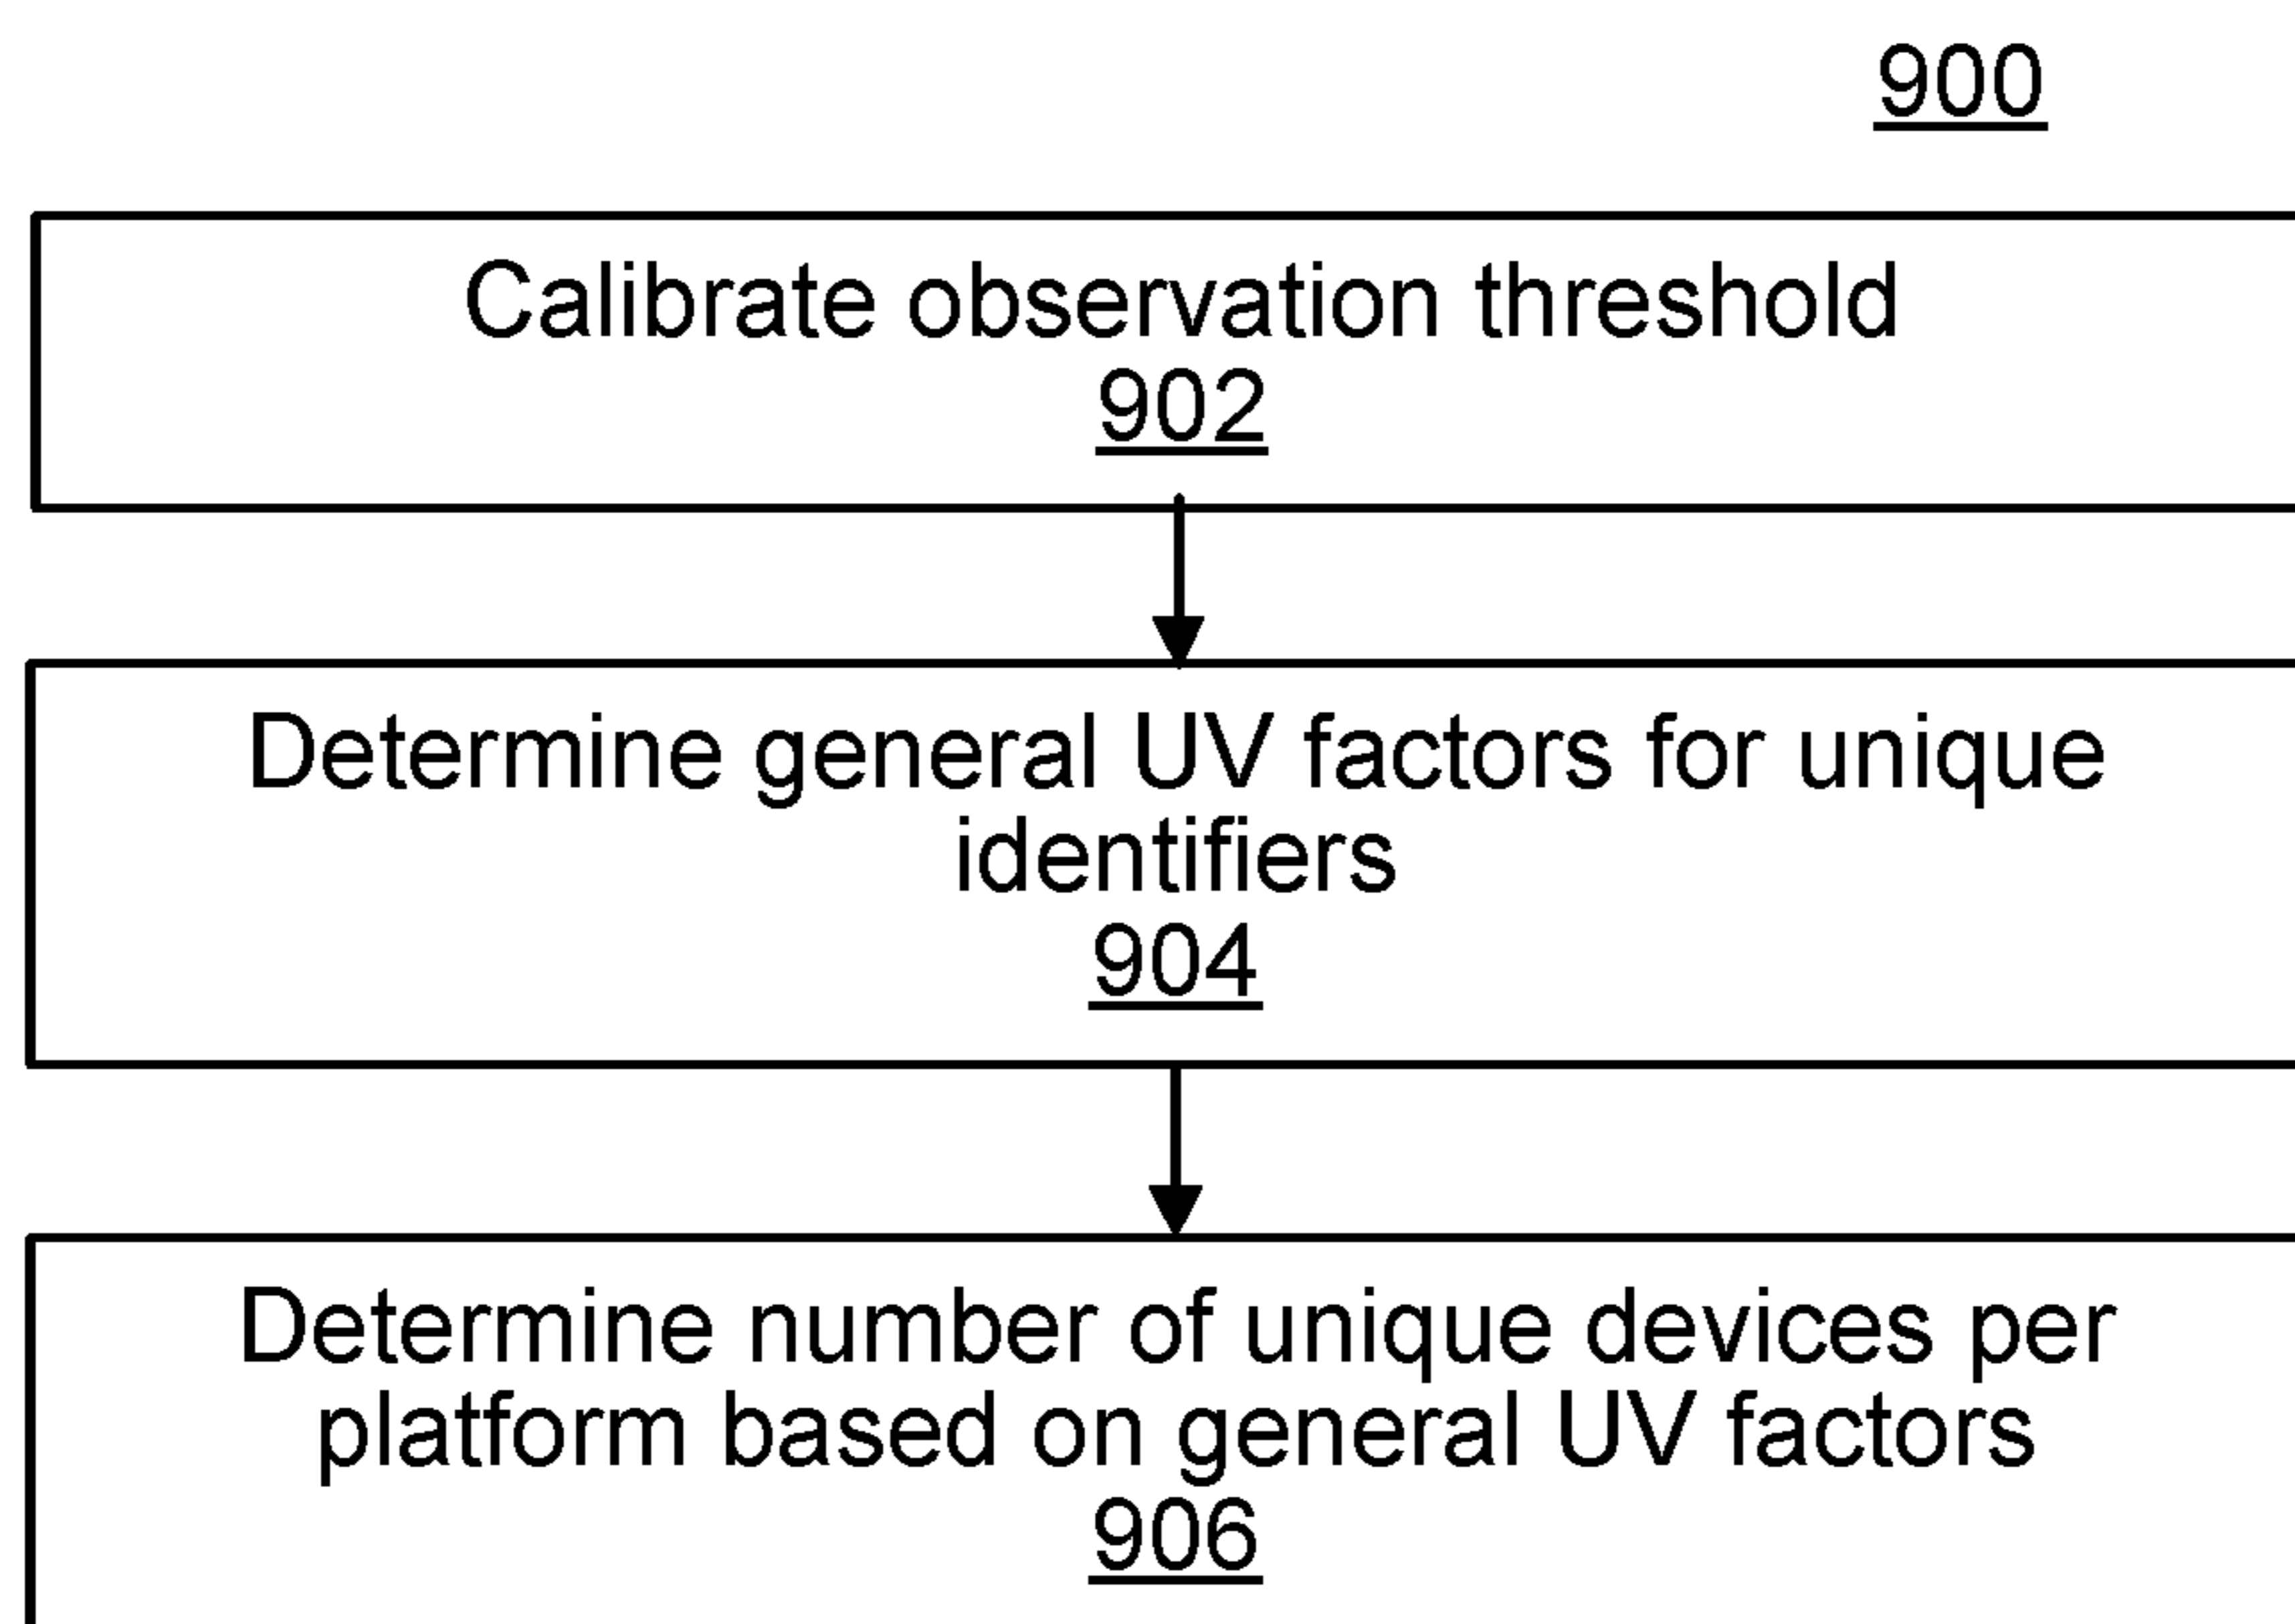 900
Calibrate observation threshold
902
Determine general UV factors for unique
identifiers
904
Determine number of unique devices per
platform based on general UV factors
906